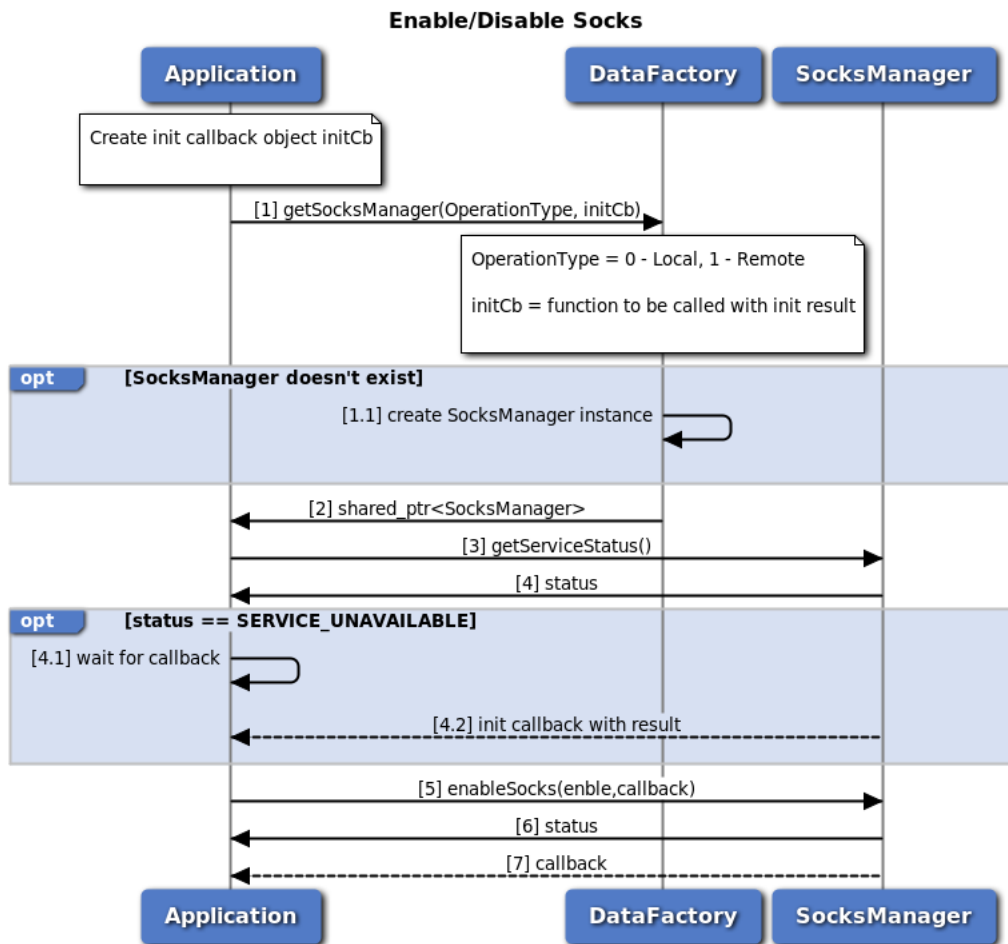 Enable/Disable Socks
Application DataFactory SocksManager
Create init callback object initCb
[1] getSocksManager(OperationType, initCb)
OperationType = 0 - Local, 1 - Remote
initCb = function to be called with init result
opt [SocksManager doesn't exist]
[1.1] create SocksManager instance
[2] shared_ptr<SocksManager>
[3] getServiceStatus()
[4] status
opt [status == SERVICE_UNAVAILABLE]
[4.1] wait for callback
[4.2] init callback with result
[5] enableSocks(enble,callback)
[6] status
[7] callback
Application DataFactory SocksManager